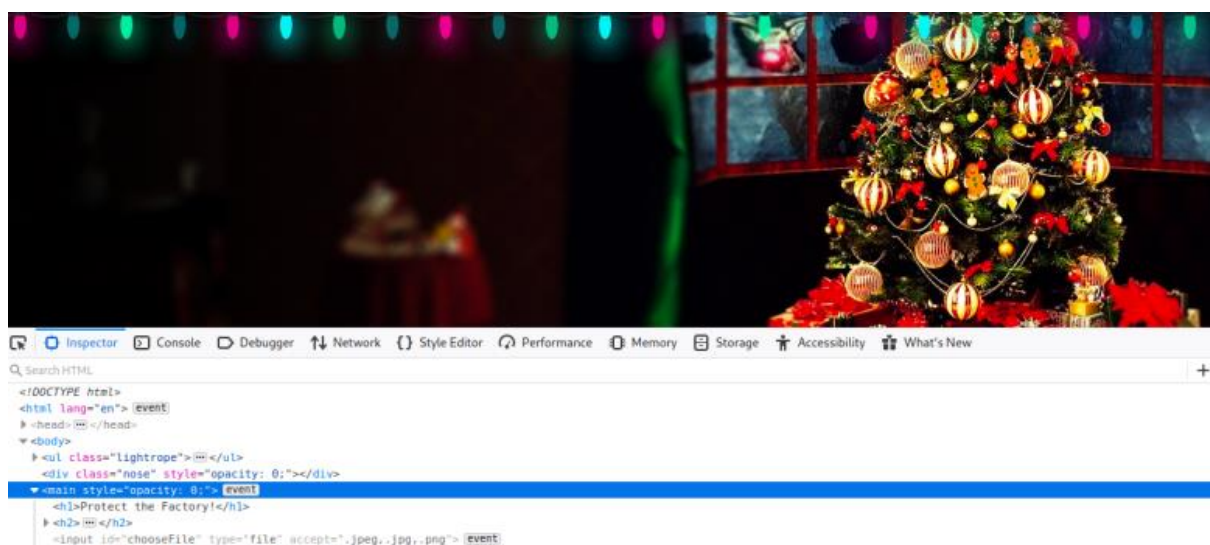 Inspector Console Debugger Network Style Editor Performance Memory Storage Accessibility What's New
Search HTML
<!DOCTYPE html>
<html lang="en"> event
<head> ··· </head>
<body>
<ul class="lightrope"> ··· </ul>
<div class="nose" style="opacity: 0;"></div>
<main style="opacity: 0;"> event
<h1>Protect the Factory!</h1>
<h2> ··· </h2>
<input id="chooseFile" type="file" accept=".jpeg,.jpg,.png"> event